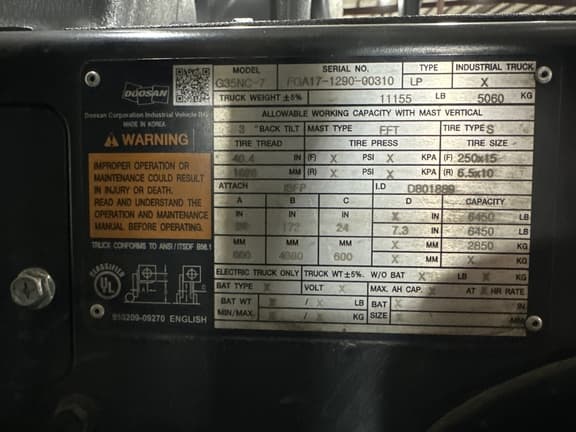 DOOSAN
Doosan Corporation Industrial Vehicle BG
MADE IN KOREA
WARNING
IMPROPER OPERATION OR
MAINTENANCE COULD RESULT
IN INJURY OR DEATH.
READ AND UNDERSTAND THE
OPERATION AND MAINTENANCE
MANUAL BEFORE OPERATING.
TRUCK CONFORMS TO ANSI / ITSDF B56.1
CLASSIFIED
UL
910209-09270 ENGLISH
MODEL SERIAL NO. TYPE INDUSTRIAL TRUCK
G35NC-7 FGA17-1290-00310 LP X
TRUCK WEIGHT ±5% 11155 LB 5060 KG
ALLOWABLE WORKING CAPACITY WITH MAST VERTICAL
3 °BACK TILT MAST TYPE FFT TIRE TYPE S
TIRE TREAD TIRE PRESS TIRE SIZE
40.4 IN (F) X PSI X KPA (F) 250x15
MM (R) X PSI X KPA (R) 6.5x10
ATTACH I.D D801889
A B C D CAPACITY
172 24 X IN 6450 LB
IN 7.3 IN 6450 LB
MM MM MM X MM 2850 KG
600 600 X MM X KG
ELECTRIC TRUCK ONLY TRUCK WT ±5% W/O BAT X LB X KG
BAT TYPE X VOLT X MAX. AH CAP. X AT X HR RATE
BAT WT X / X LB BAT X IN
MIN/MAX. X / X KG SIZE X MM